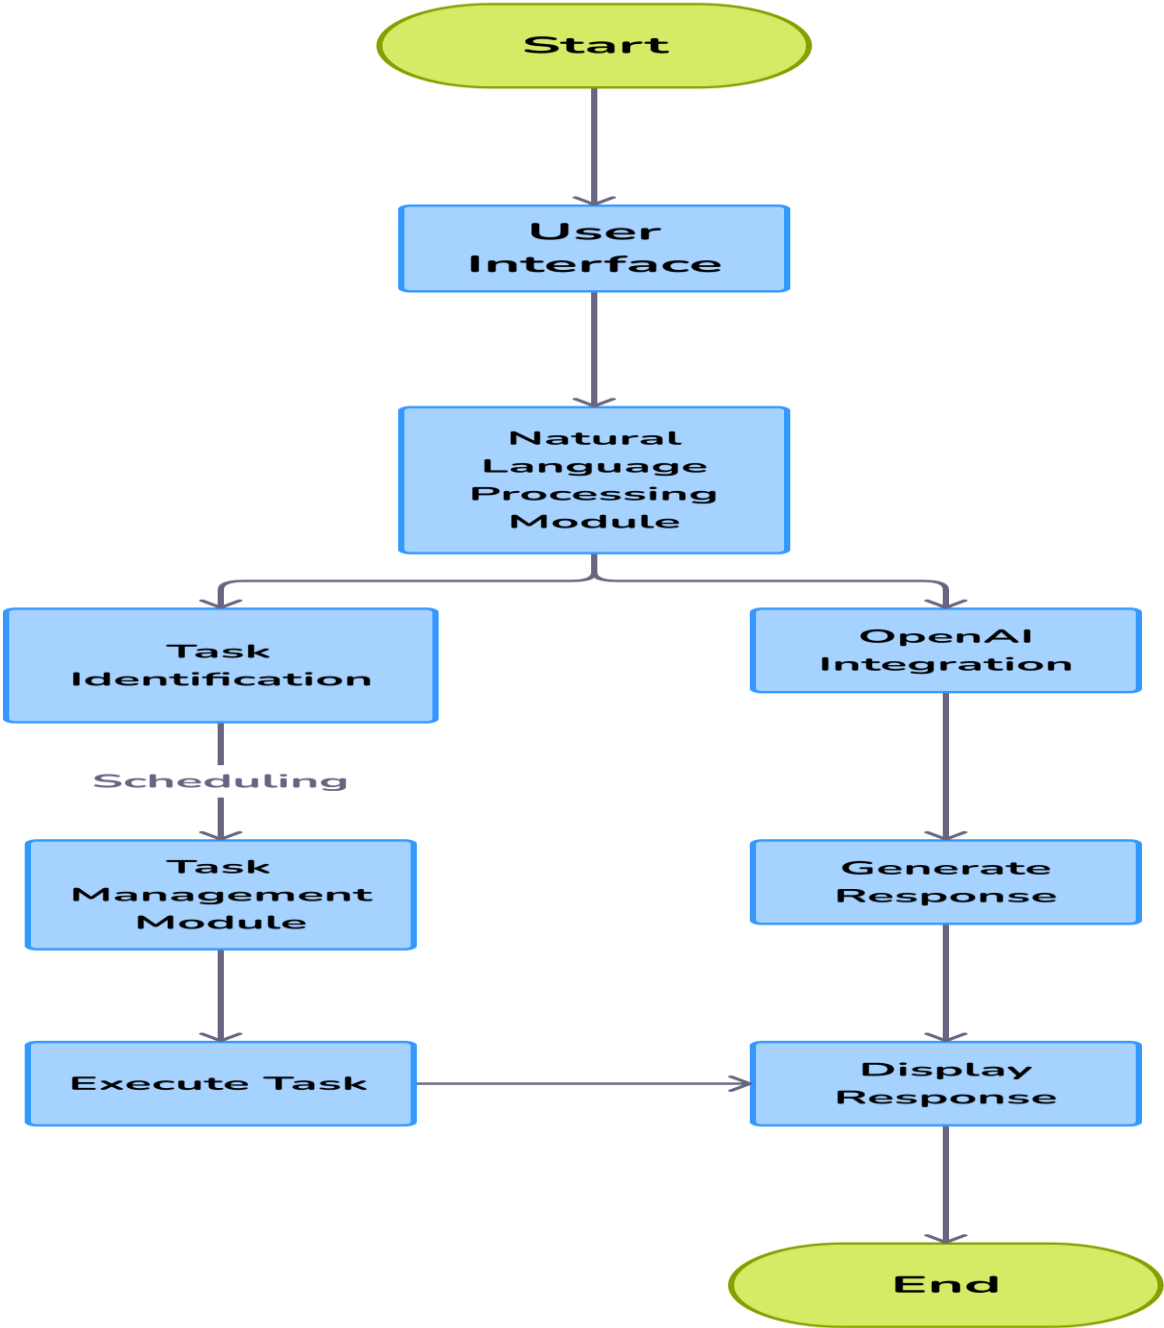 Start
User
Interface
Natural
Language
Processing
Module
Task
Identification
OpenAI
Integration
Scheduling
Task
Management
Module
Generate
Response
Execute Task
Display
Response
End